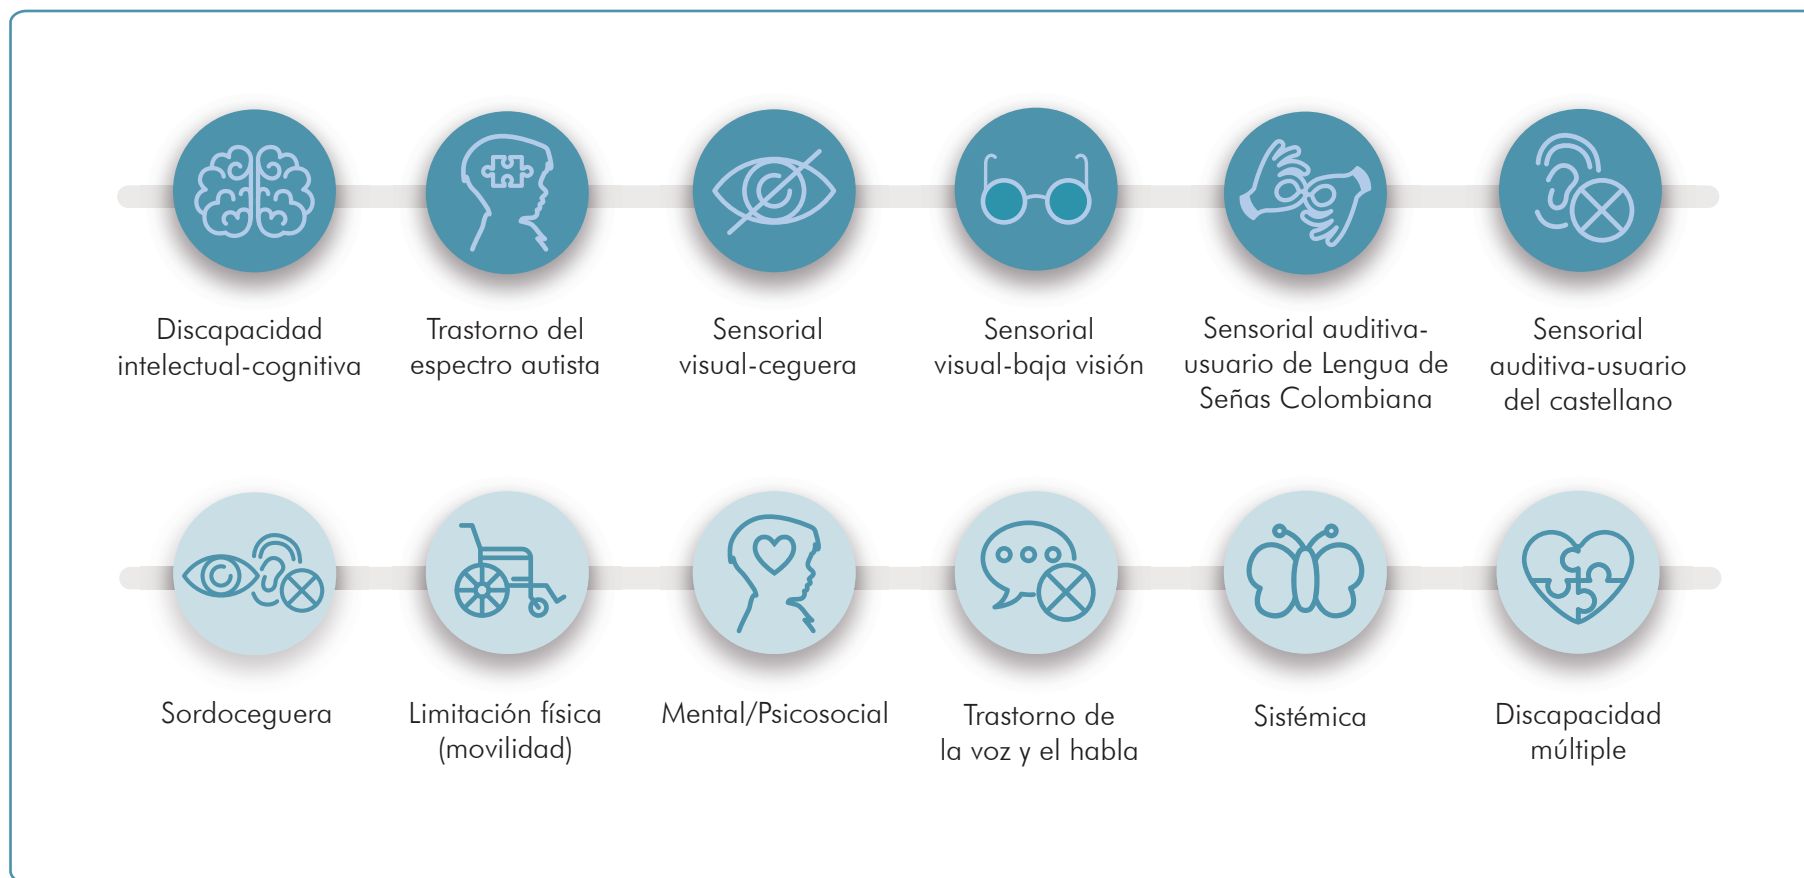 Discapacidad
intelectual-cognitiva
Trastorno del
espectro autista
Sensorial
visual-ceguera
Sensorial
visual-baja visión
Sensorial auditiva-
usuario de Lengua de
Señas Colombiana
Sensorial
auditiva-usuario
del castellano
Sordoceguera
Limitación física
(movilidad)
Mental/Psicosocial
Trastorno de
la voz y el habla
Sistémica
Discapacidad
múltiple